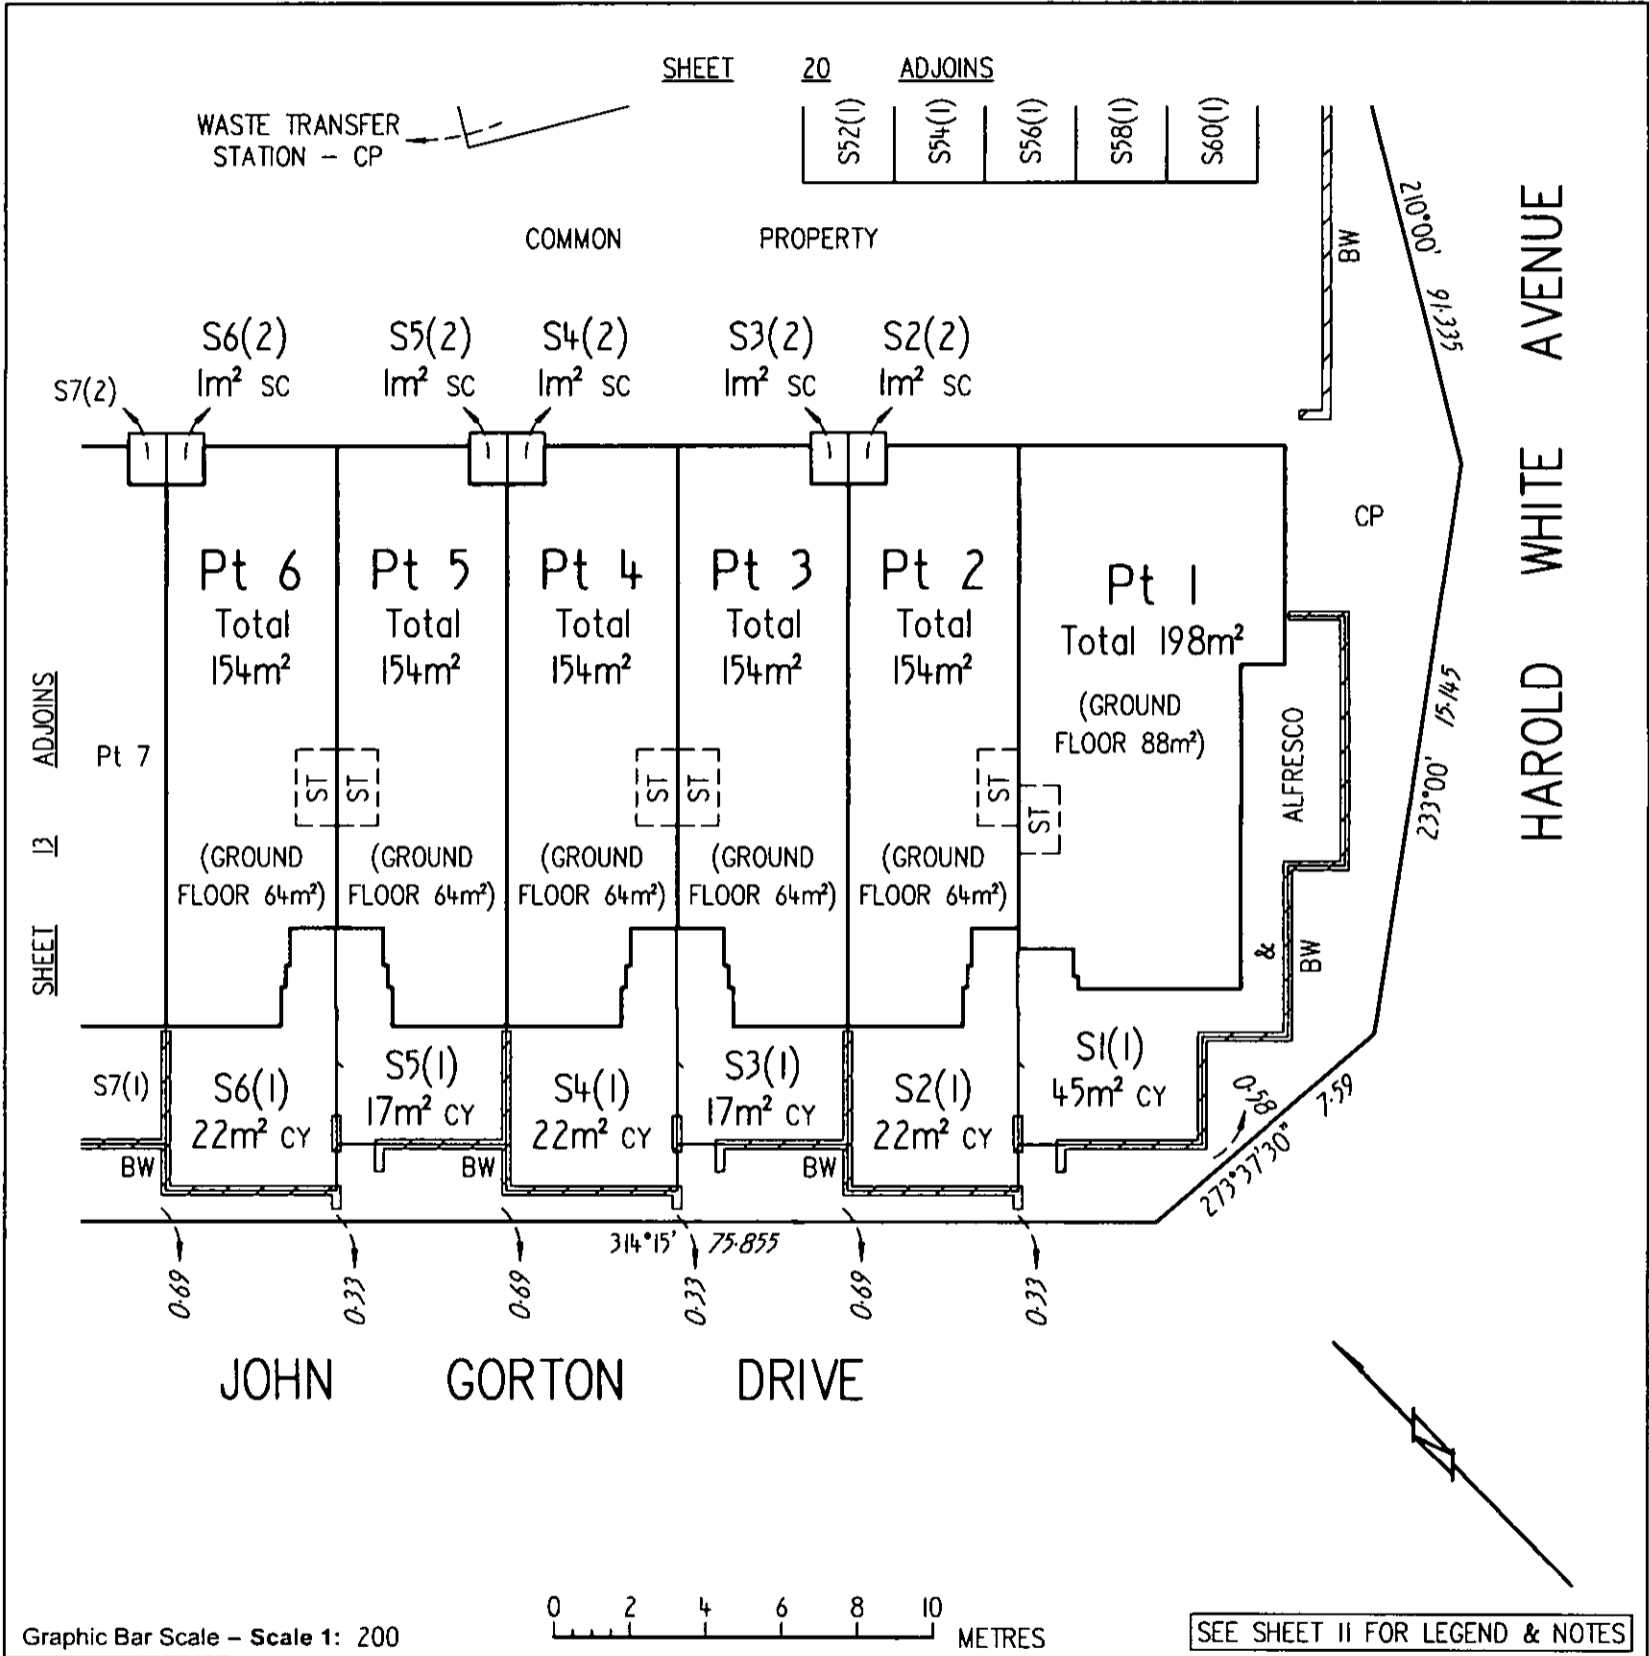 SHEET 20 ADJOINS
WASTE TRANSFER
STATION – CP
S52(1)
S54(1)
S56(1)
S58(1)
S60(1)
COMMON PROPERTY
BW
210°00' 91·335
HAROLD WHITE AVENUE
S7(2)
S6(2)
1m² SC
S5(2)
1m² SC
S4(2)
1m² SC
S3(2)
1m² SC
S2(2)
1m² SC
CP
Pt 6
Total
154m²
Pt 5
Total
154m²
Pt 4
Total
154m²
Pt 3
Total
154m²
Pt 2
Total
154m²
Pt 1
Total 198m²
(GROUND
FLOOR 88m²)
SHEET 13 ADJOINS
Pt 7
ST
ST
ST
ST
ST
ST
ALFRESCO
&
BW
233°00' 15·145
(GROUND
FLOOR 64m²)
(GROUND
FLOOR 64m²)
(GROUND
FLOOR 64m²)
(GROUND
FLOOR 64m²)
(GROUND
FLOOR 64m²)
S7(1)
S6(1)
22m² CY
S5(1)
17m² CY
S4(1)
22m² CY
S3(1)
17m² CY
S2(1)
22m² CY
S1(1)
45m² CY
BW
BW
BW
0·58
273°37'30" 7·59
314°15' 75·855
0·69
0·33
0·69
0·33
0·69
0·33
JOHN GORTON DRIVE
Graphic Bar Scale – Scale 1: 200
0 2 4 6 8 10
METRES
SEE SHEET 11 FOR LEGEND & NOTES